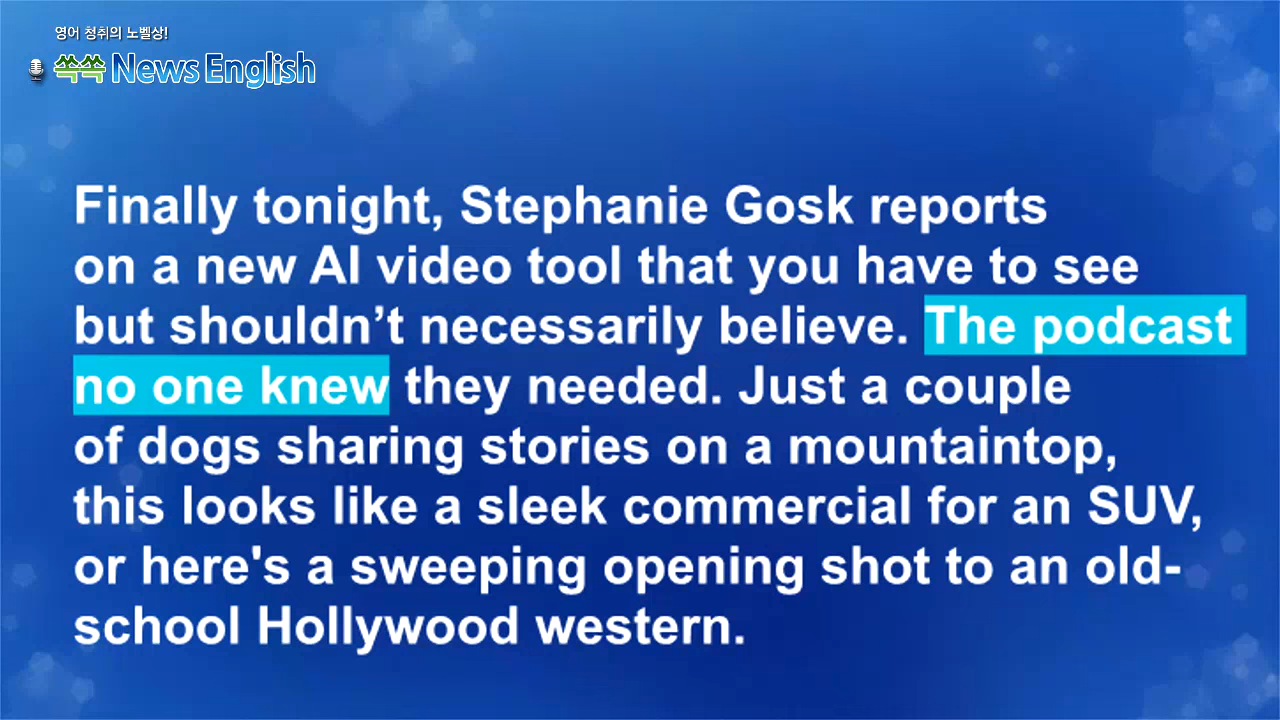 영어 청취의 노벨상!
쏙쏙 News English
Finally tonight, Stephanie Gosk reports
on a new AI video tool that you have to see
but shouldn’t necessarily believe. The podcast
no one knew they needed. Just a couple
of dogs sharing stories on a mountaintop,
this looks like a sleek commercial for an SUV,
or here's a sweeping opening shot to an old-
school Hollywood western.